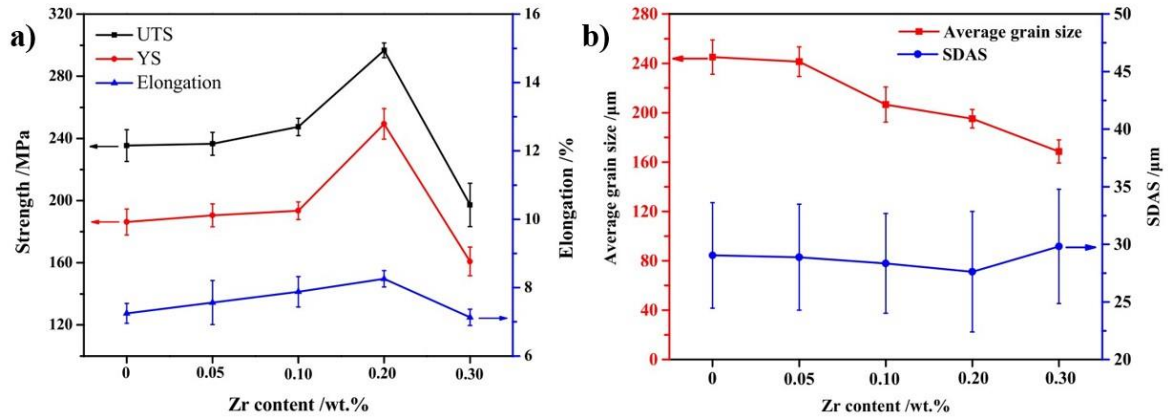 a)
UTS
YS
Elongation
320
280
240
200
160
120
Strength /MPa
16
14
12
10
8
6
Elongation /%
0 0.05 0.10 0.20 0.30
Zr content /wt.%
b)
Average grain size
SDAS
280
240
200
160
120
80
40
0
Average grain size /μm
50
45
40
35
30
25
20
SDAS /μm
0 0.05 0.10 0.20 0.30
Zr content /wt.%